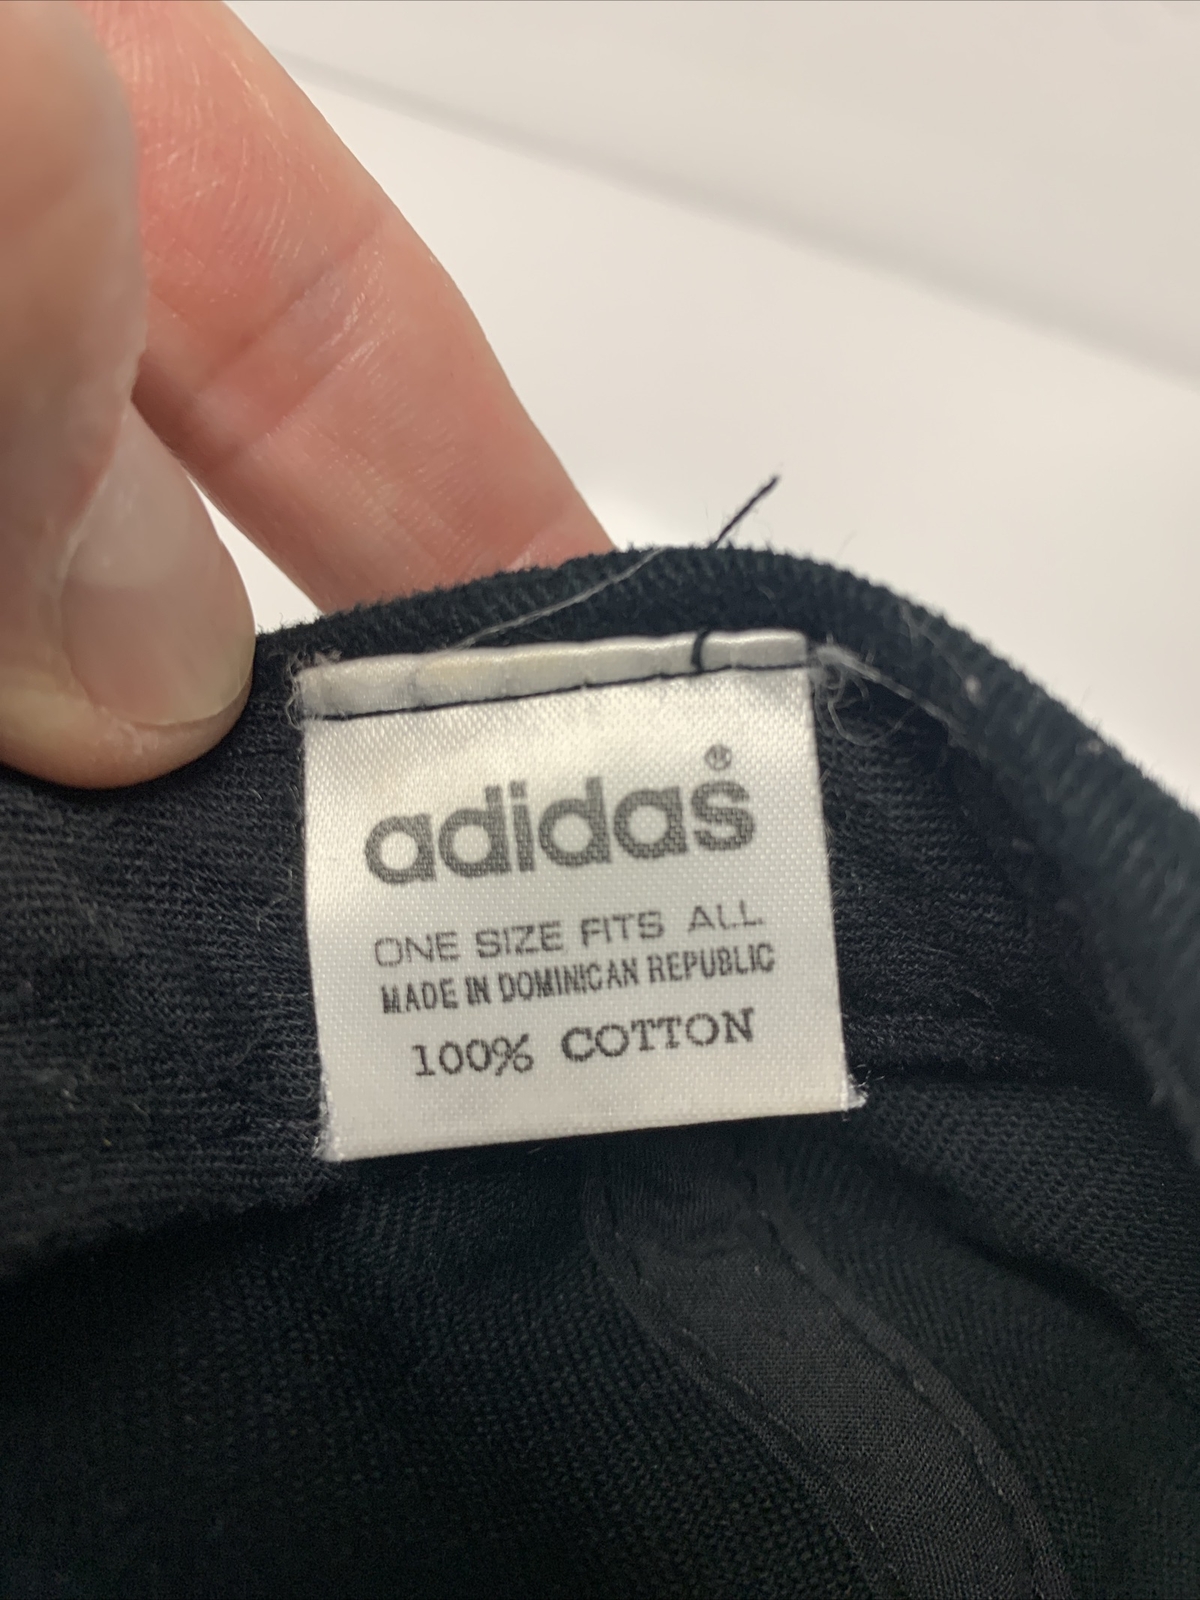 adidas®
ONE SIZE FITS ALL
MADE IN DOMINICAN REPUBLIC
100% COTTON